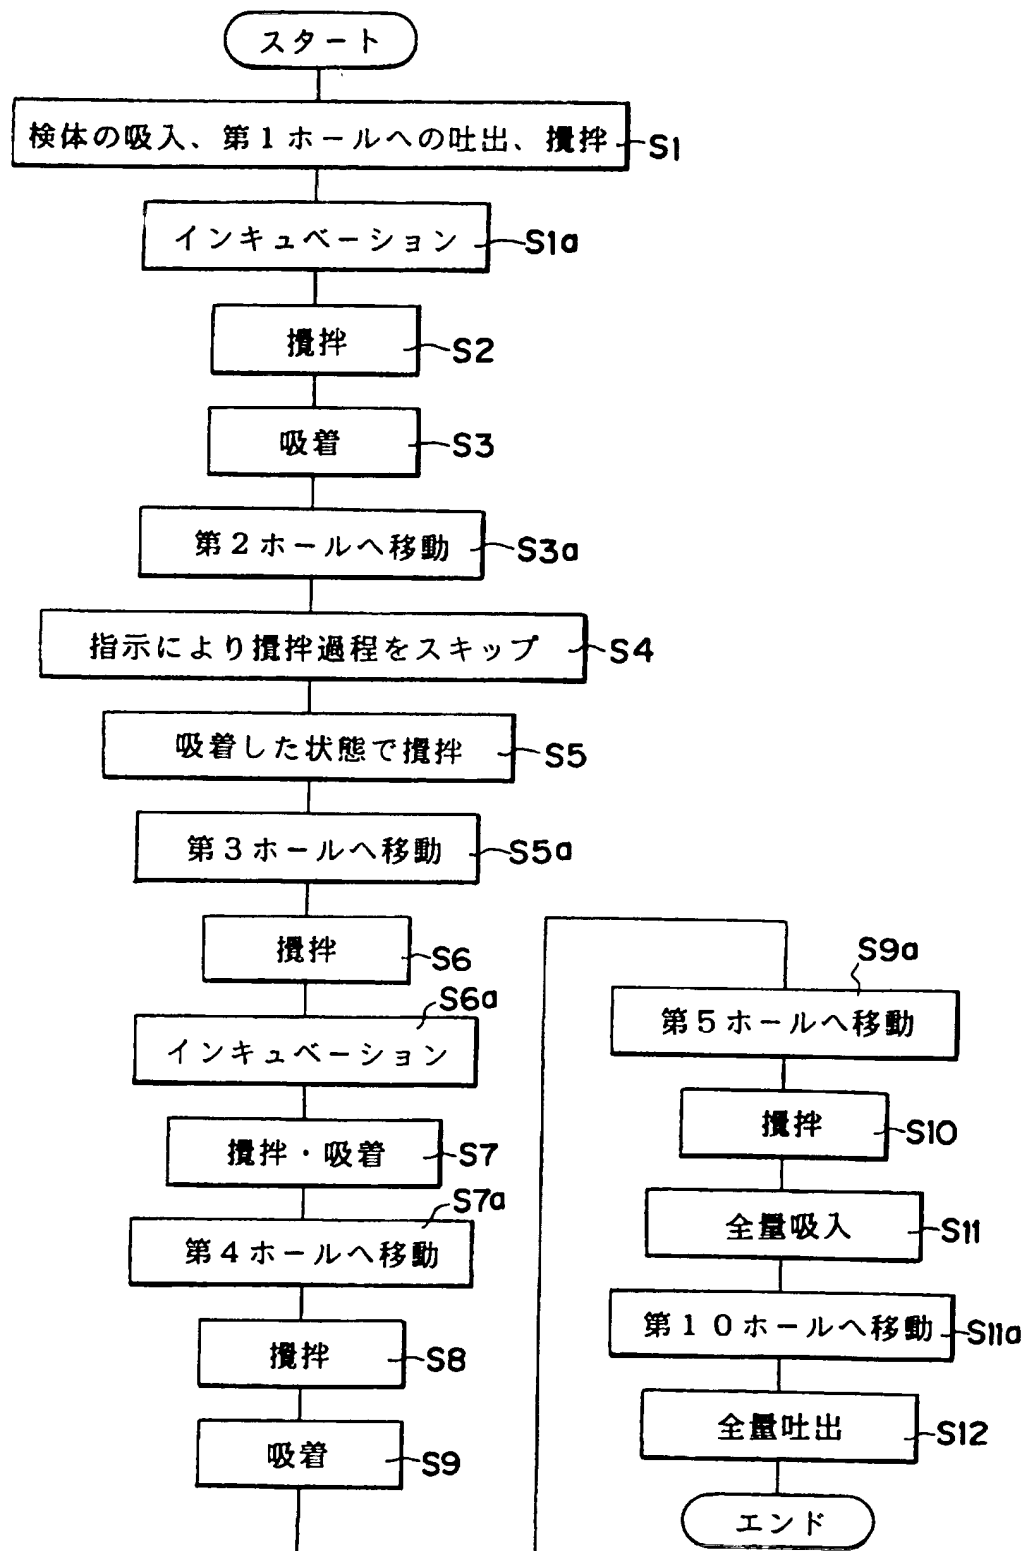 スタート
検体の吸入、第1ホールへの吐出、攪拌 S1
インキュベーション S1a
攪拌 S2
吸着 S3
第2ホールへ移動 S3a
指示により攪拌過程をスキップ S4
吸着した状態で攪拌 S5
第3ホールへ移動 S5a
攪拌 S6
S6a
インキュベーション
攪拌・吸着 S7
S7a
第4ホールへ移動
攪拌 S8
吸着 S9
S9a
第5ホールへ移動
攪拌 S10
全量吸入 S11
第10ホールへ移動 S11a
全量吐出 S12
エンド